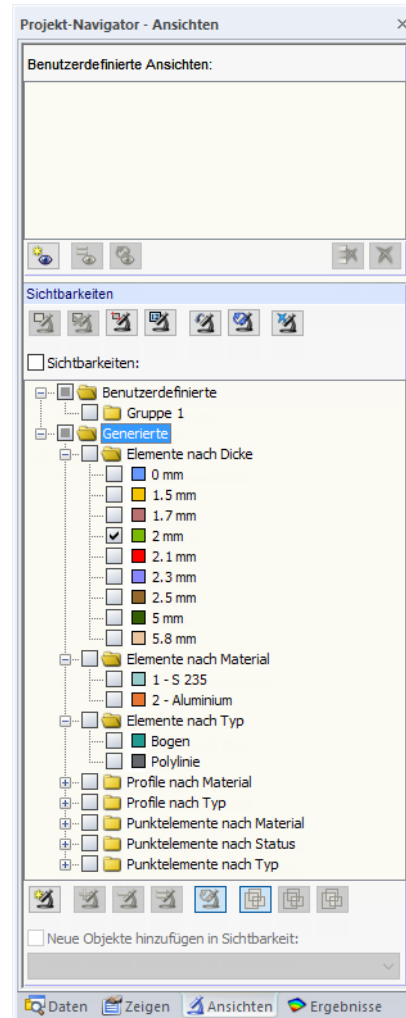 Projekt-Navigator - Ansichten
Benutzerdefinierte Ansichten:
Sichtbarkeiten
Sichtbarkeiten:
Benutzerdefinierte
Gruppe 1
Generierte
Elemente nach Dicke
0 mm
1.5 mm
1.7 mm
2 mm
2.1 mm
2.3 mm
2.5 mm
5 mm
5.8 mm
Elemente nach Material
1 - S 235
2 - Aluminium
Elemente nach Typ
Bogen
Polylinie
Profile nach Material
Profile nach Typ
Punktelemente nach Material
Punktelemente nach Status
Punktelemente nach Typ
Neue Objekte hinzufügen in Sichtbarkeit:
Daten Zeigen Ansichten Ergebnisse